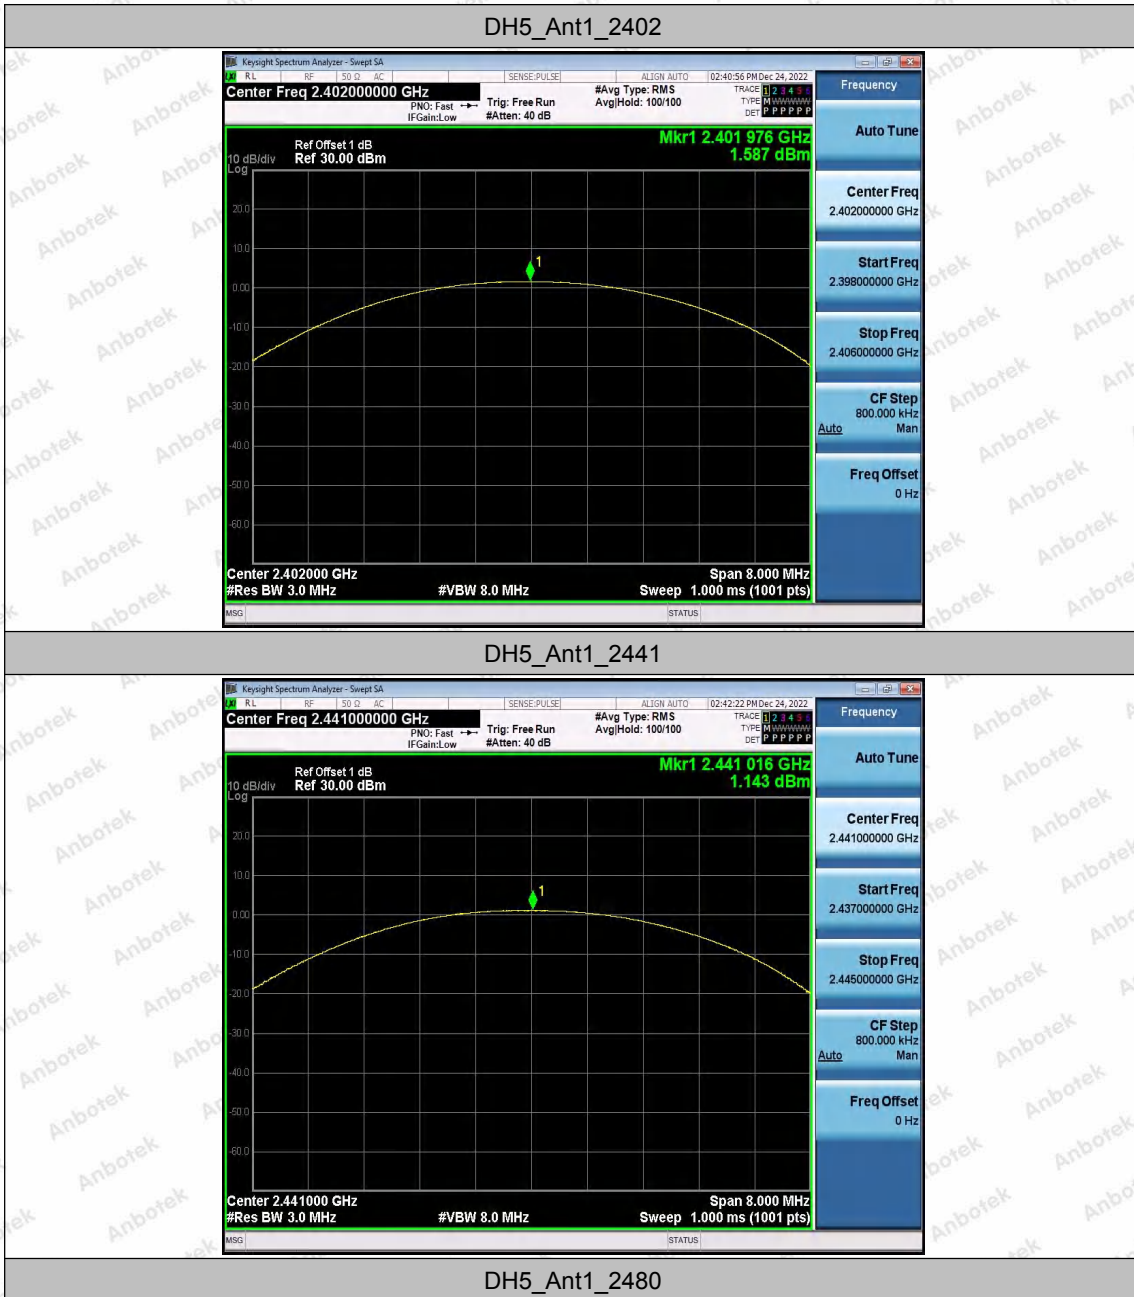 DH5_Ant1_2402
Keysight Spectrum Analyzer - Swept SA
LXI RL RF 50 Ω AC SENSE:PULSE ALIGN AUTO 02:40:56 PM Dec 24, 2022
Center Freq 2.402000000 GHz #Avg Type: RMS TRACE 1 2 3 4 5 6
PNO: Fast Trig: Free Run Avg|Hold: 100/100 TYPE M WWWWW
IFGain:Low #Atten: 40 dB DET P P P P P P
Frequency
Auto Tune
Center Freq
2.402000000 GHz
Start Freq
2.398000000 GHz
Stop Freq
2.406000000 GHz
CF Step
800.000 kHz
Auto Man
Freq Offset
0 Hz
Mkr1 2.401 976 GHz
1.587 dBm
Ref Offset 1 dB
10 dB/div Ref 30.00 dBm
Log
20.0
10.0
0.00
-10.0
-20.0
-30.0
-40.0
-50.0
-60.0
1
Center 2.402000 GHz Span 8.000 MHz
#Res BW 3.0 MHz #VBW 8.0 MHz Sweep 1.000 ms (1001 pts)
MSG STATUS
DH5_Ant1_2441
Keysight Spectrum Analyzer - Swept SA
LXI RL RF 50 Ω AC SENSE:PULSE ALIGN AUTO 02:42:22 PM Dec 24, 2022
Center Freq 2.441000000 GHz #Avg Type: RMS TRACE 1 2 3 4 5 6
PNO: Fast Trig: Free Run Avg|Hold: 100/100 TYPE M WWWWW
IFGain:Low #Atten: 40 dB DET P P P P P P
Frequency
Auto Tune
Center Freq
2.441000000 GHz
Start Freq
2.437000000 GHz
Stop Freq
2.445000000 GHz
CF Step
800.000 kHz
Auto Man
Freq Offset
0 Hz
Mkr1 2.441 016 GHz
1.143 dBm
Ref Offset 1 dB
10 dB/div Ref 30.00 dBm
Log
20.0
10.0
0.00
-10.0
-20.0
-30.0
-40.0
-50.0
-60.0
1
Center 2.441000 GHz Span 8.000 MHz
#Res BW 3.0 MHz #VBW 8.0 MHz Sweep 1.000 ms (1001 pts)
MSG STATUS
DH5_Ant1_2480
Anbotek